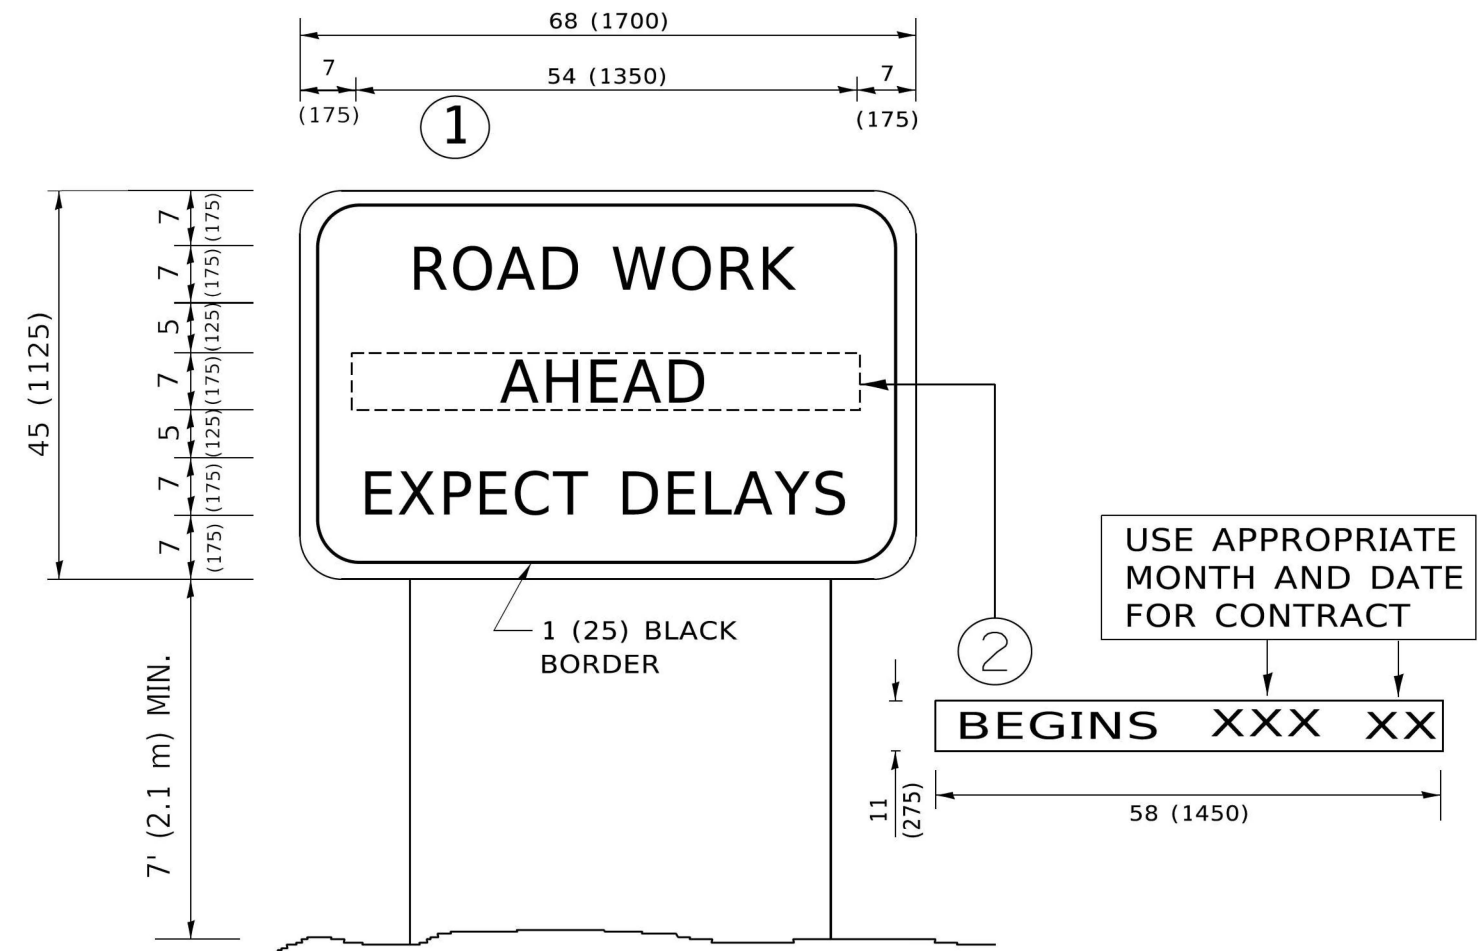 68 (1700)
7
54 (1350)
7
(175)
(175)
1
7 (175)
7 (175)
5 (125)
7 (175)
5 (125)
7 (175)
7 (175)
45 (1125)
ROAD WORK
AHEAD
EXPECT DELAYS
1 (25) BLACK
BORDER
7' (2.1 m) MIN.
2
USE APPROPRIATE
MONTH AND DATE
FOR CONTRACT
BEGINS XXX XX
11
(275)
58 (1450)